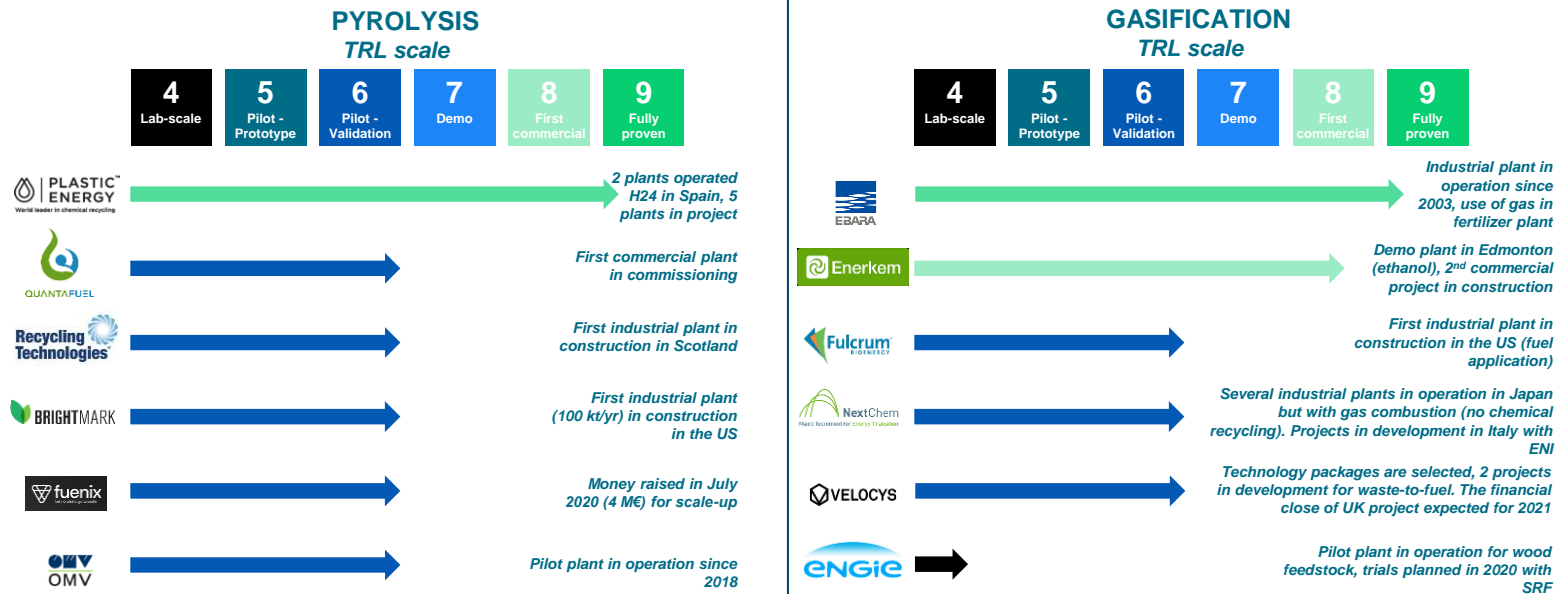 PYROLYSIS
TRL scale
4
Lab-scale
5
Pilot -
Prototype
6
Pilot -
Validation
7
Demo
8
First
commercial
9
Fully
proven
PLASTIC™
ENERGY
World leader in chemical recycling
2 plants operated
H24 in Spain, 5
plants in project
QUANTAFUEL
First commercial plant
in commissioning
Recycling
Technologies
First industrial plant in
construction in Scotland
BRIGHTMARK
First industrial plant
(100 kt/yr) in construction
in the US
fuenix
Money raised in July
2020 (4 M€) for scale-up
OMV
OMV
Pilot plant in operation since
2018
GASIFICATION
TRL scale
4
Lab-scale
5
Pilot -
Prototype
6
Pilot -
Validation
7
Demo
8
First
commercial
9
Fully
proven
EBARA
Industrial plant in
operation since
2003, use of gas in
fertilizer plant
Enerkem
Demo plant in Edmonton
(ethanol), 2nd commercial
project in construction
Fulcrum
BIOENERGY
First industrial plant in
construction in the US (fuel
application)
NextChem
Maire Tecnimont for Energy Transition
Several industrial plants in operation in Japan
but with gas combustion (no chemical
recycling). Projects in development in Italy with
ENI
VELOCYS
Technology packages are selected, 2 projects
in development for waste-to-fuel. The financial
close of UK project expected for 2021
ENGIE
Pilot plant in operation for wood
feedstock, trials planned in 2020 with
SRF